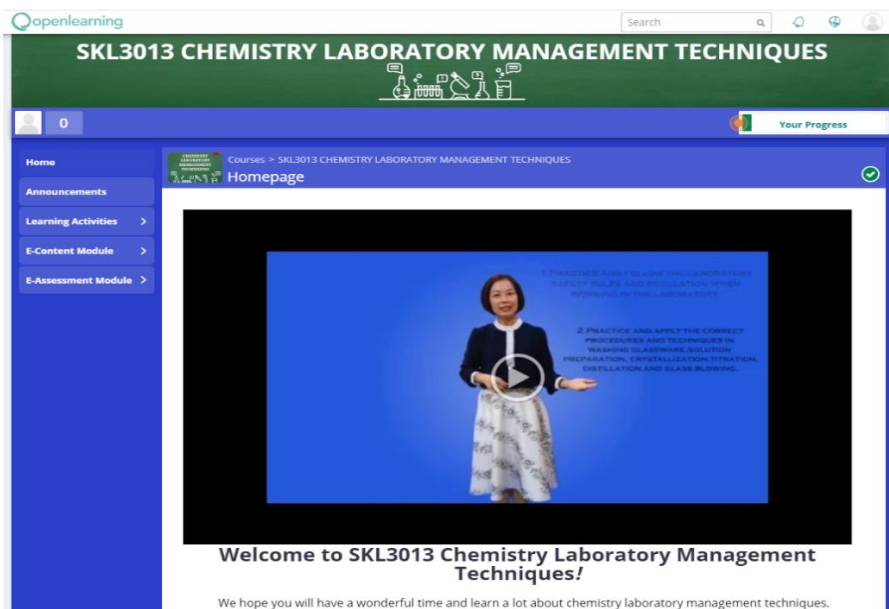 openlearning
Search
SKL3013 CHEMISTRY LABORATORY MANAGEMENT TECHNIQUES
0
Your Progress
Home
Announcements
Learning Activities
E-Content Module
E-Assessment Module
Courses > SKL3013 CHEMISTRY LABORATORY MANAGEMENT TECHNIQUES
Homepage
1.PRACTICE AND FOLLOW THE LABORATORY
SAFETY RULES AND REGULATION WHEN
WORKING IN THE LABORATORY
2.PRACTICE AND APPLY THE CORRECT
PROCEDURES AND TECHNIQUES IN
WASHING GLASSWARE, SOLUTION
PREPARATION, CRYSTALLIZATION, TITRATION,
DISTILLATION AND GLASS BLOWING.
Welcome to SKL3013 Chemistry Laboratory Management
Techniques!
We hope you will have a wonderful time and learn a lot about chemistry laboratory management techniques.